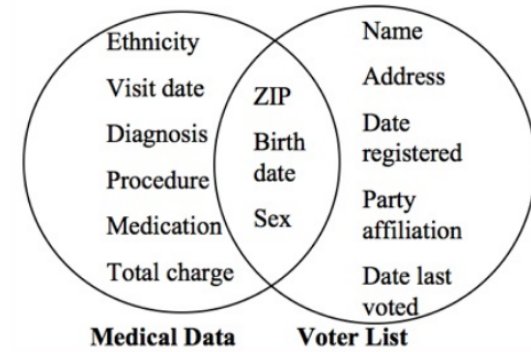 Ethnicity
Visit date
Diagnosis
Procedure
Medication
Total charge
ZIP
Birth
date
Sex
Name
Address
Date
registered
Party
affiliation
Date last
voted
Medical Data
Voter List